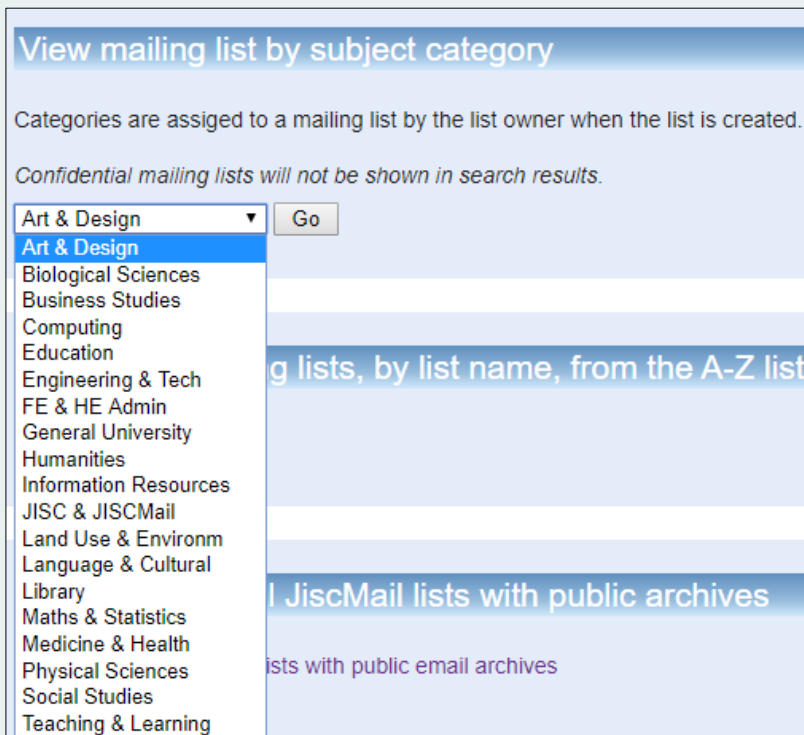 View mailing list by subject category
Categories are assiged to a mailing list by the list owner when the list is created.
Confidential mailing lists will not be shown in search results.
Art & Design
Go
Art & Design
Biological Sciences
Business Studies
Computing
Education
Engineering & Tech
FE & HE Admin
General University
Humanities
Information Resources
JISC & JISCMail
Land Use & Environm
Language & Cultural
Library
Maths & Statistics
Medicine & Health
Physical Sciences
Social Studies
Teaching & Learning
lists, by list name, from the A-Z list
JiscMail lists with public archives
with public email archives